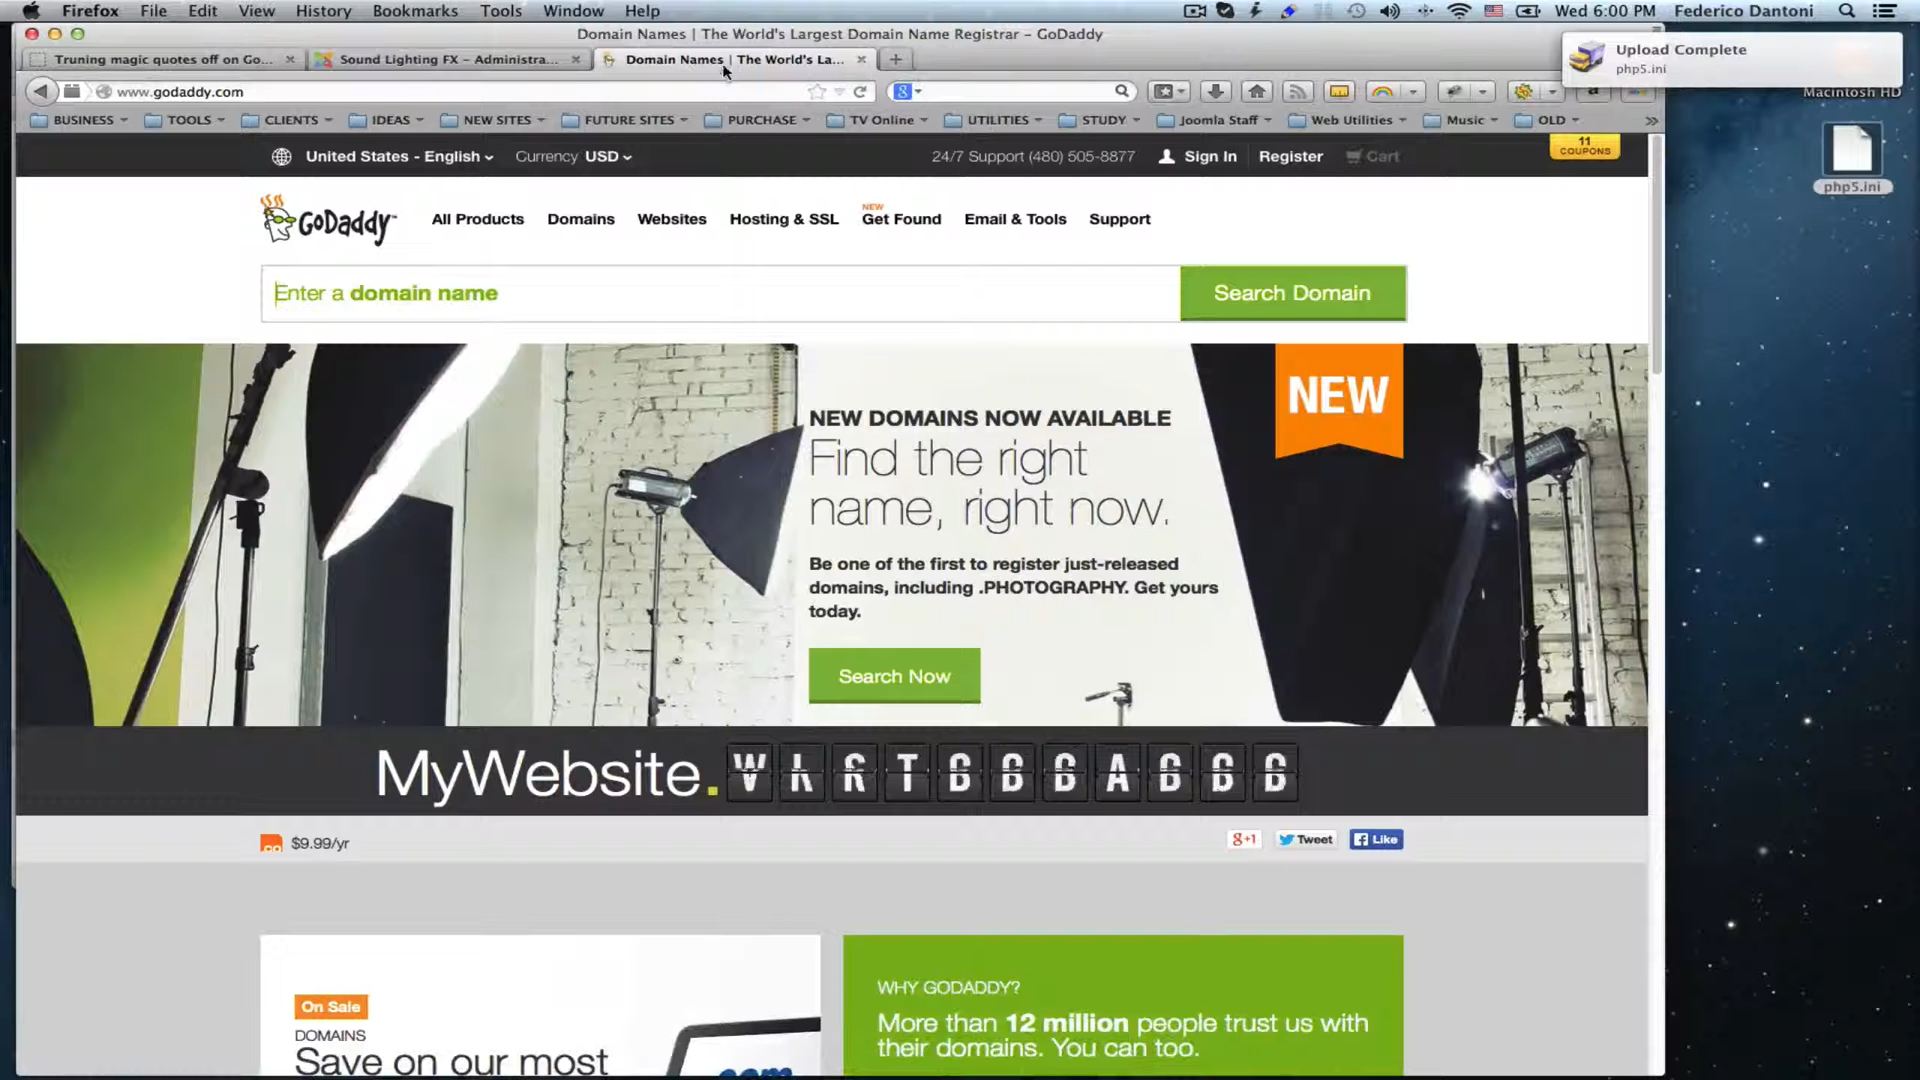 Firefox File Edit View History Bookmarks Tools Window Help
Wed 6:00 PM Federico Dantoni
Domain Names | The World's Largest Domain Name Registrar – GoDaddy
Truning magic quotes off on Go...
Sound Lighting FX – Administra...
Domain Names | The World's La...
Upload Complete
php5.ini
www.godaddy.com
Macintosh HD
BUSINESS TOOLS CLIENTS IDEAS NEW SITES FUTURE SITES PURCHASE TV Online UTILITIES STUDY Joomla Staff Web Utilities Music OLD
United States - English Currency USD
24/7 Support (480) 505-8877 Sign In Register Cart
11
COUPONS
php5.ini
GoDaddy
All Products Domains Websites Hosting & SSL Get Found Email & Tools Support
NEW
Enter a domain name
Search Domain
NEW
NEW DOMAINS NOW AVAILABLE
Find the right
name, right now.
Be one of the first to register just-released
domains, including .PHOTOGRAPHY. Get yours
today.
Search Now
MyWebsite.
$9.99/yr
g+1 Tweet Like
On Sale
DOMAINS
Save on our most
.com
WHY GODADDY?
More than 12 million people trust us with
their domains. You can too.